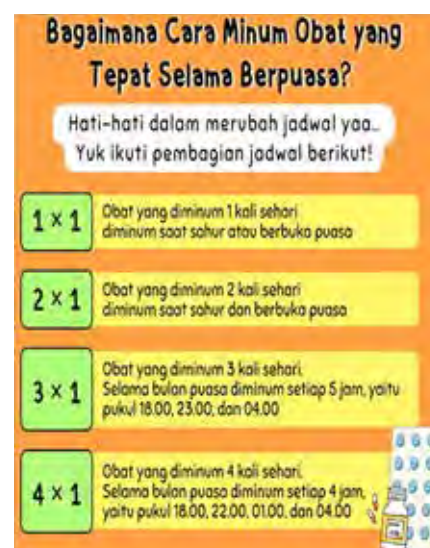 Bagaimana Cara Minum Obat yang
Tepat Selama Berpuasa?
Hati-hati dalam merubah jadwal yaa..
Yuk ikuti pembagian jadwal berikut!
1 × 1
Obat yang diminum 1 kali sehari
diminum saat sahur atau berbuka puasa
2 × 1
Obat yang diminum 2 kali sehari
diminum saat sahur dan berbuka puasa
3 × 1
Obat yang diminum 3 kali sehari.
Selama bulan puasa diminum setiap 5 jam, yaitu
pukul 18.00, 23.00, dan 04.00
4 × 1
Obat yang diminum 4 kali sehari.
Selama bulan puasa diminum setiap 4 jam,
yaitu pukul 18.00, 22.00, 01.00, dan 04.00